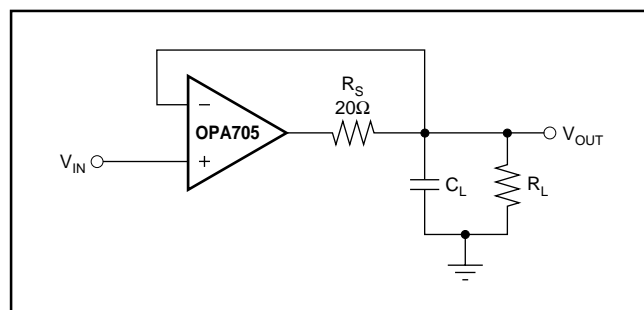 R_S
20Ω
−
OPA705
+
V_IN
V_OUT
C_L
R_L